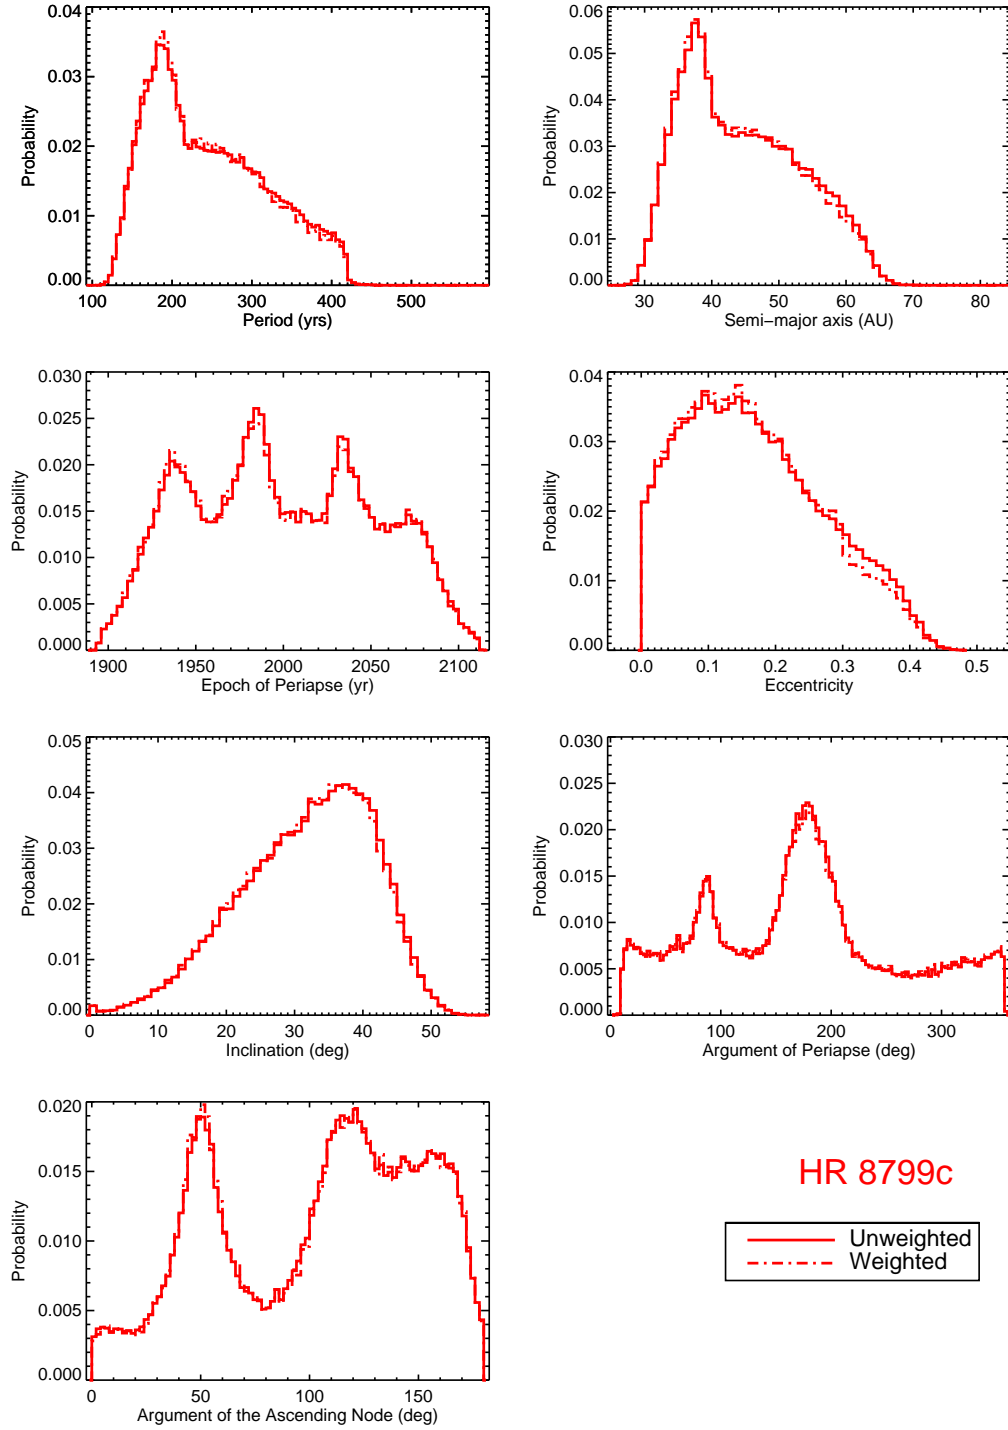 0.04
0.03
0.02
0.01
0.00
Probability
100 200 300 400 500
Period (yrs)
0.06
0.05
0.04
0.03
0.02
0.01
0.00
Probability
30 40 50 60 70 80
Semi-major axis (AU)
0.030
0.025
0.020
0.015
0.010
0.005
0.000
Probability
1900 1950 2000 2050 2100
Epoch of Periapse (yr)
0.04
0.03
0.02
0.01
0.00
Probability
0.0 0.1 0.2 0.3 0.4 0.5
Eccentricity
0.05
0.04
0.03
0.02
0.01
0.00
Probability
0 10 20 30 40 50
Inclination (deg)
0.030
0.025
0.020
0.015
0.010
0.005
0.000
Probability
100 200 300
Argument of Periapse (deg)
0.020
0.015
0.010
0.005
0.000
Probability
0 50 100 150
Argument of the Ascending Node (deg)
HR 8799c
Unweighted
Weighted